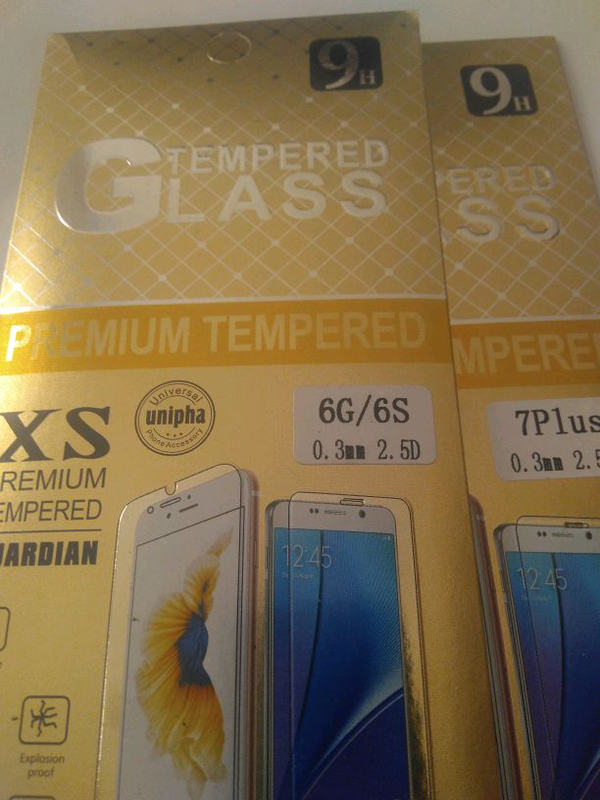 9H
TEMPERED
GLASS
PREMIUM TEMPERED
XS
REMIUM
EMPERED
ARDIAN
Universal
unipha
Phone Accessory
6G/6S
0.3mm 2.5D
12:45
Explosion
proof
9H
ERED
SS
MPERE
7Plus
0.3mm 2.5
12:45